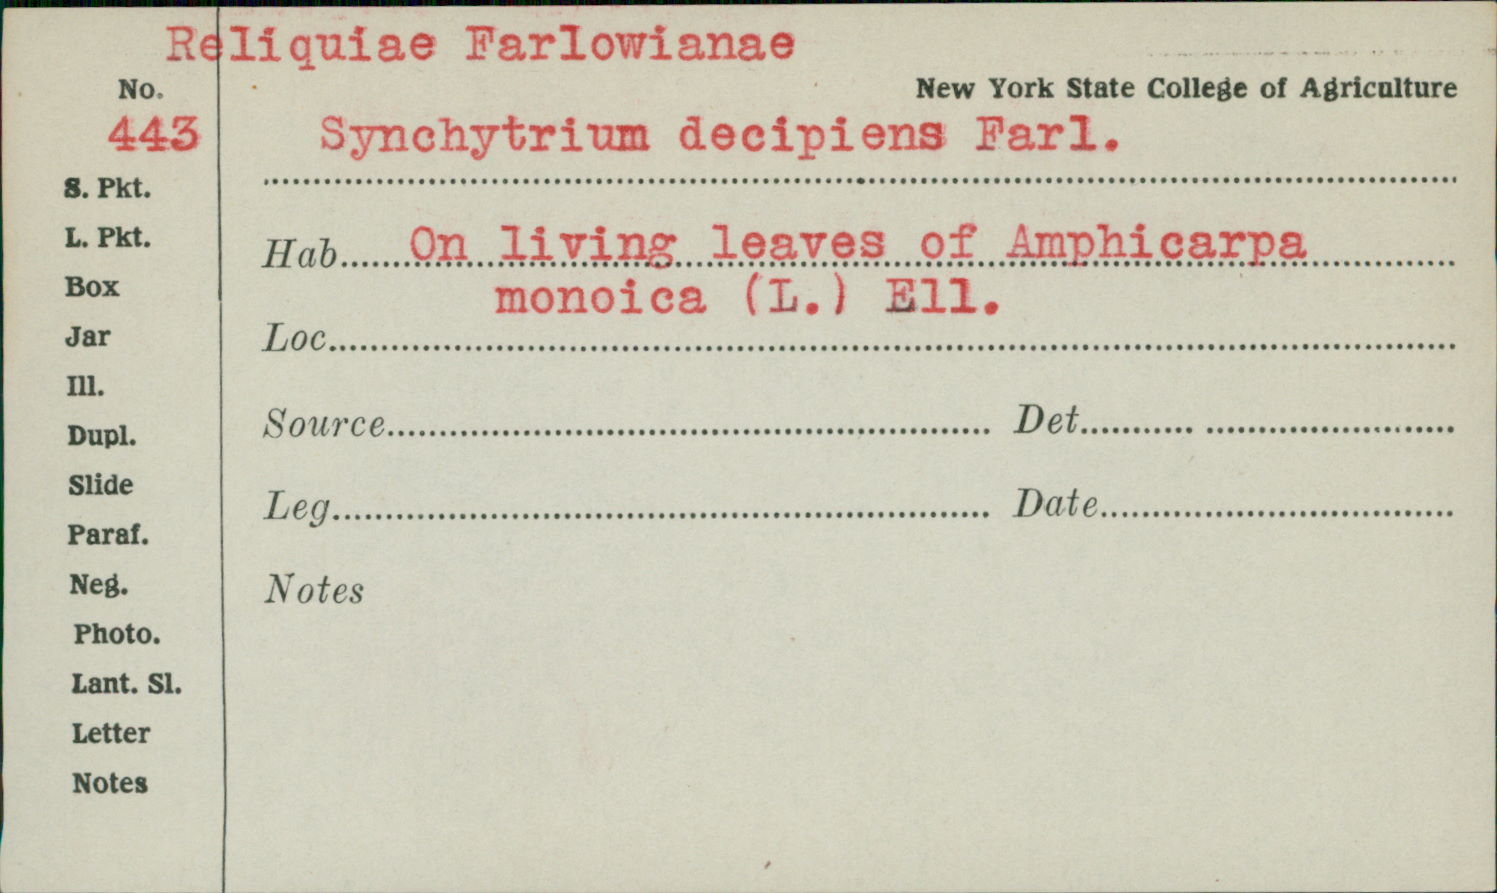 Reliquiae Farlowianae
No.
New York State College of Agriculture
443
Synchytrium decipiens Farl.
S. Pkt.
L. Pkt.
Hab. On living leaves of Amphicarpa
monoica (L.) Ell.
Box
Jar
Loc.
Ill.
Dupl.
Source
Det.
Slide
Leg.
Date
Paraf.
Neg.
Notes
Photo.
Lant. Sl.
Letter
Notes